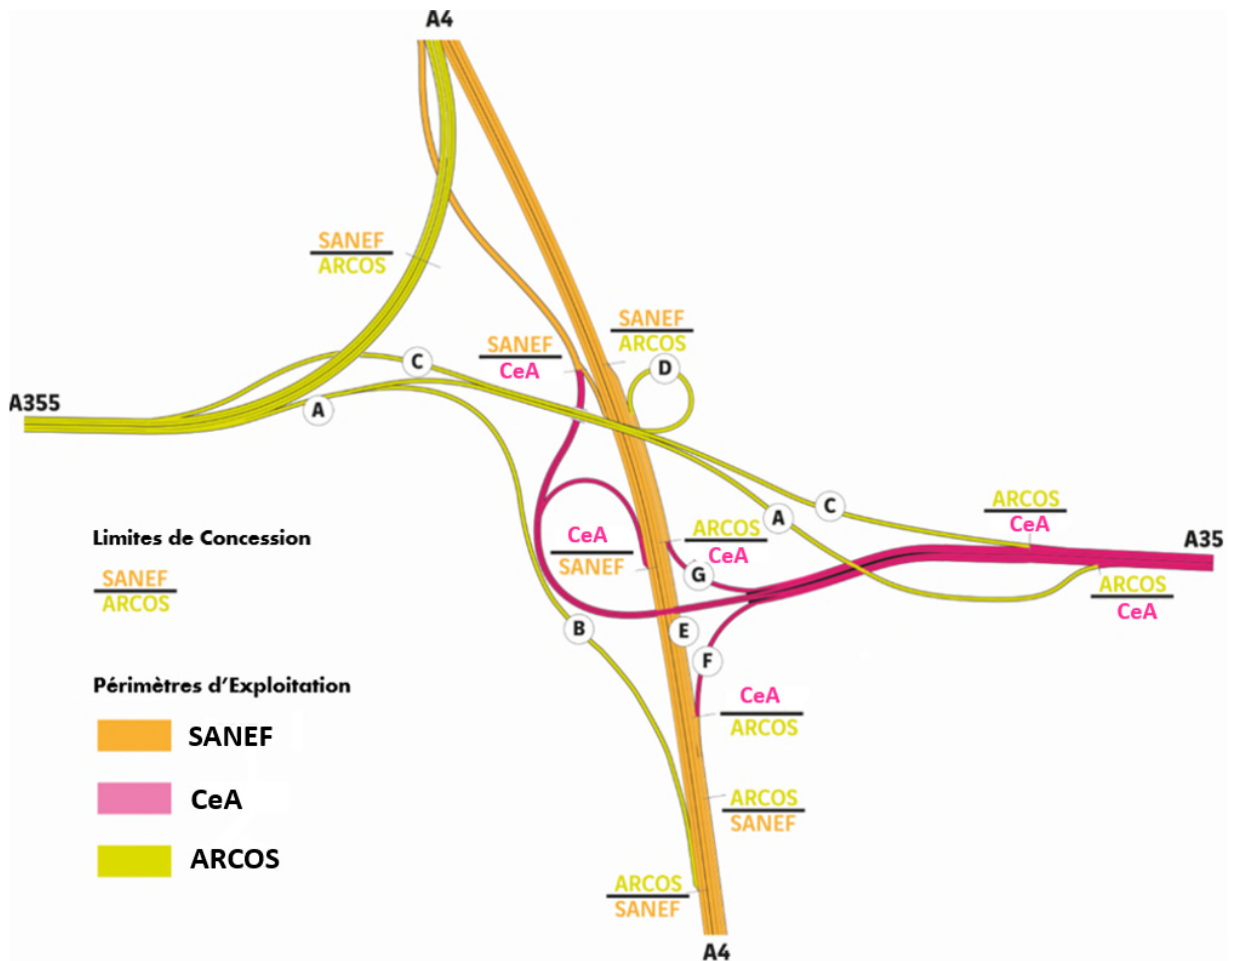 A4
SANEF
ARCOS
SANEF
ARCOS
SANEF
CeA
D
C
A355
A
ARCOS
CeA
C
A
ARCOS
CeA
A35
CeA
SANEF
G
ARCOS
CeA
Limites de Concession
SANEF
ARCOS
B
E
F
Périmètres d'Exploitation
CeA
ARCOS
SANEF
CeA
ARCOS
ARCOS
SANEF
ARCOS
SANEF
A4